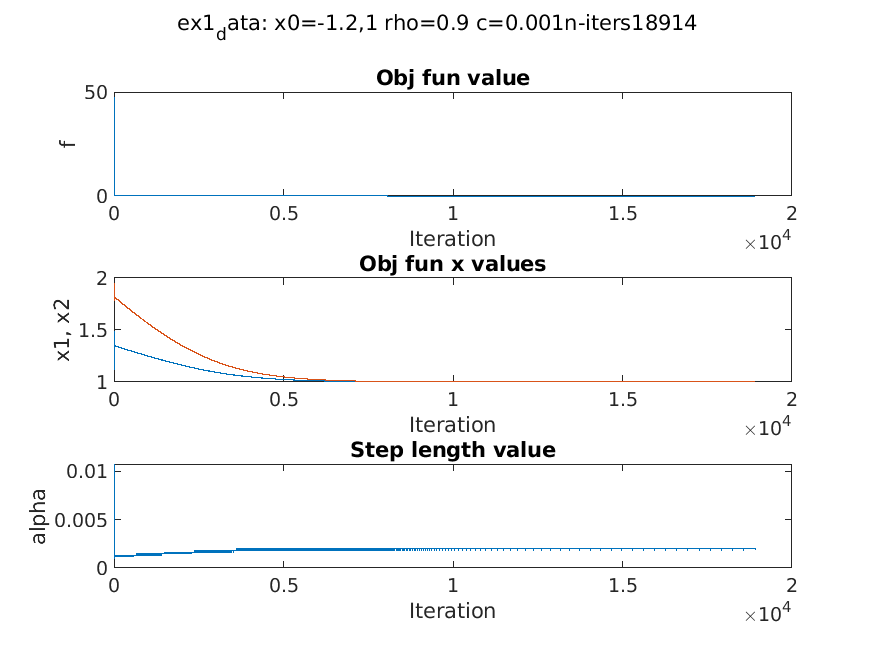 ex1_data: x0=-1.2,1 rho=0.9 c=0.001n-iters18914
Obj fun value
50
f
0
0 0.5 1 1.5 2
Iteration
×10^4
Obj fun x values
2
x1, x2
1.5
1
0 0.5 1 1.5 2
Iteration
×10^4
Step length value
0.01
alpha
0.005
0
0 0.5 1 1.5 2
Iteration
×10^4